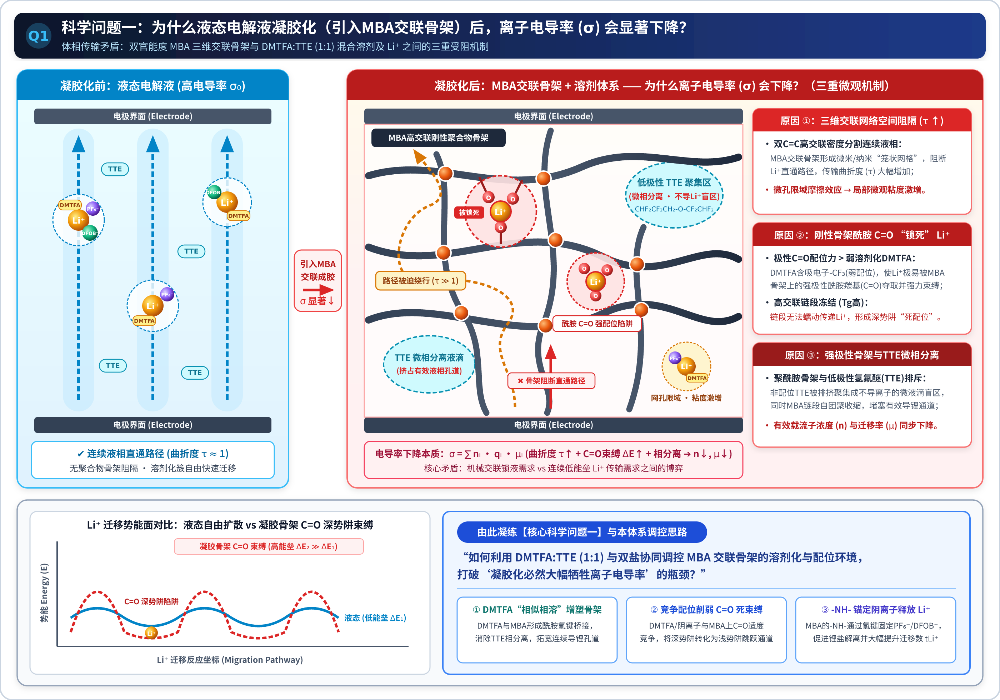 Q1
科学问题一：为什么液态电解液凝胶化（引入MBA交联骨架）后，离子电导率 (σ) 会显著下降？
体相传输矛盾：双官能度 MBA 三维交联骨架与 DMTFA:TTE (1:1) 混合溶剂及 Li⁺ 之间的三重受阻机制
凝胶化前：液态电解液 (高电导率 σ₀)
电极界面 (Electrode)
TTE
DFOB⁻
Li⁺
DMTFA
DMTFA
PF₆⁻
Li⁺
DFOB⁻
TTE
PF₆⁻
Li⁺
DMTFA
TTE
TTE
电极界面 (Electrode)
✔ 连续液相直通路径 (曲折度 τ ≈ 1)
无聚合物骨架阻隔 · 溶剂化簇自由快速迁移
引入MBA
交联成胶
σ 显著↓
凝胶化后：MBA交联骨架 + 溶剂体系 —— 为什么离子电导率 (σ) 会下降？（三重微观机制）
电极界面 (Electrode)
MBA高交联刚性聚合物骨架
低极性 TTE 聚集区
(微相分离 · 不导Li⁺盲区)
CHF₂CF₂CH₂-O-CF₂CHF₂
O
O
被锁死
Li⁺
O
O
O
Li⁺
O
路径被迫绕行 (τ ≫ 1)
酰胺 C=O 强配位陷阱
TTE 微相分离液滴
(挤占有效液相孔道)
✖ 骨架阻断直通路径
PF₆⁻
Li⁺
DMTFA
网孔限域 · 粘度激增
电极界面 (Electrode)
电导率下降本质：σ = ∑ nᵢ · qᵢ · μᵢ (曲折度 τ↑ + C=O束缚 ΔE↑ + 相分离 → n↓, μ↓)
核心矛盾：机械交联锁液需求 vs 连续低能垒 Li⁺ 传输需求之间的博弈
原因 ①：三维交联网络空间阻隔 (τ ↑)
• 双C=C高交联密度分割连续液相：
MBA交联骨架形成微米/纳米“笼状网格”，阻断
Li⁺直通路径，传输曲折度 (τ) 大幅增加；
• 微孔限域摩擦效应 → 局部微观粘度激增。
原因 ②：刚性骨架酰胺 C=O “锁死” Li⁺
• 极性C=O配位力 > 弱溶剂化DMTFA：
DMTFA含吸电子-CF₃(弱配位)，使Li⁺极易被MBA
骨架上的强极性酰胺羰基(C=O)夺取并强力束缚；
• 高交联链段冻结 (Tg高)：
链段无法蠕动传递Li⁺，形成深势阱“死配位”。
原因 ③：强极性骨架与TTE微相分离
• 聚酰胺骨架与低极性氢氟醚(TTE)排斥：
非配位TTE被排挤聚集成不导离子的微液滴盲区，
同时MBA链段自团聚收缩，堵塞有效导锂通道；
• 有效载流子浓度 (n) 与迁移率 (μ) 同步下降。
Li⁺ 迁移势能面对比：液态自由扩散 vs 凝胶骨架 C=O 深势阱束缚
凝胶骨架 C=O 束缚 (高能垒 ΔE₂ ≫ ΔE₁)
势能 Energy (E)
C=O 深势阱陷阱
液态 (低能垒 ΔE₁)
Li⁺
Li⁺ 迁移反应坐标 (Migration Pathway)
由此凝练【核心科学问题一】与本体系调控思路
“如何利用 DMTFA:TTE (1:1) 与双盐协同调控 MBA 交联骨架的溶剂化与配位环境，
打破‘凝胶化必然大幅牺牲离子电导率’的瓶颈？”
① DMTFA“相似相溶”增塑骨架
DMTFA与MBA形成酰胺氢键桥接，
消除TTE相分离，拓宽连续导锂孔道
② 竞争配位削弱 C=O 死束缚
DMTFA/阴离子与MBA上C=O适度
竞争，将深势阱转化为浅势阱跳跃通道
③ -NH- 锚定阴离子释放 Li⁺
MBA的-NH-通过氢键固定PF₆⁻/DFOB⁻，
促进锂盐解离并大幅提升迁移数 tLi⁺